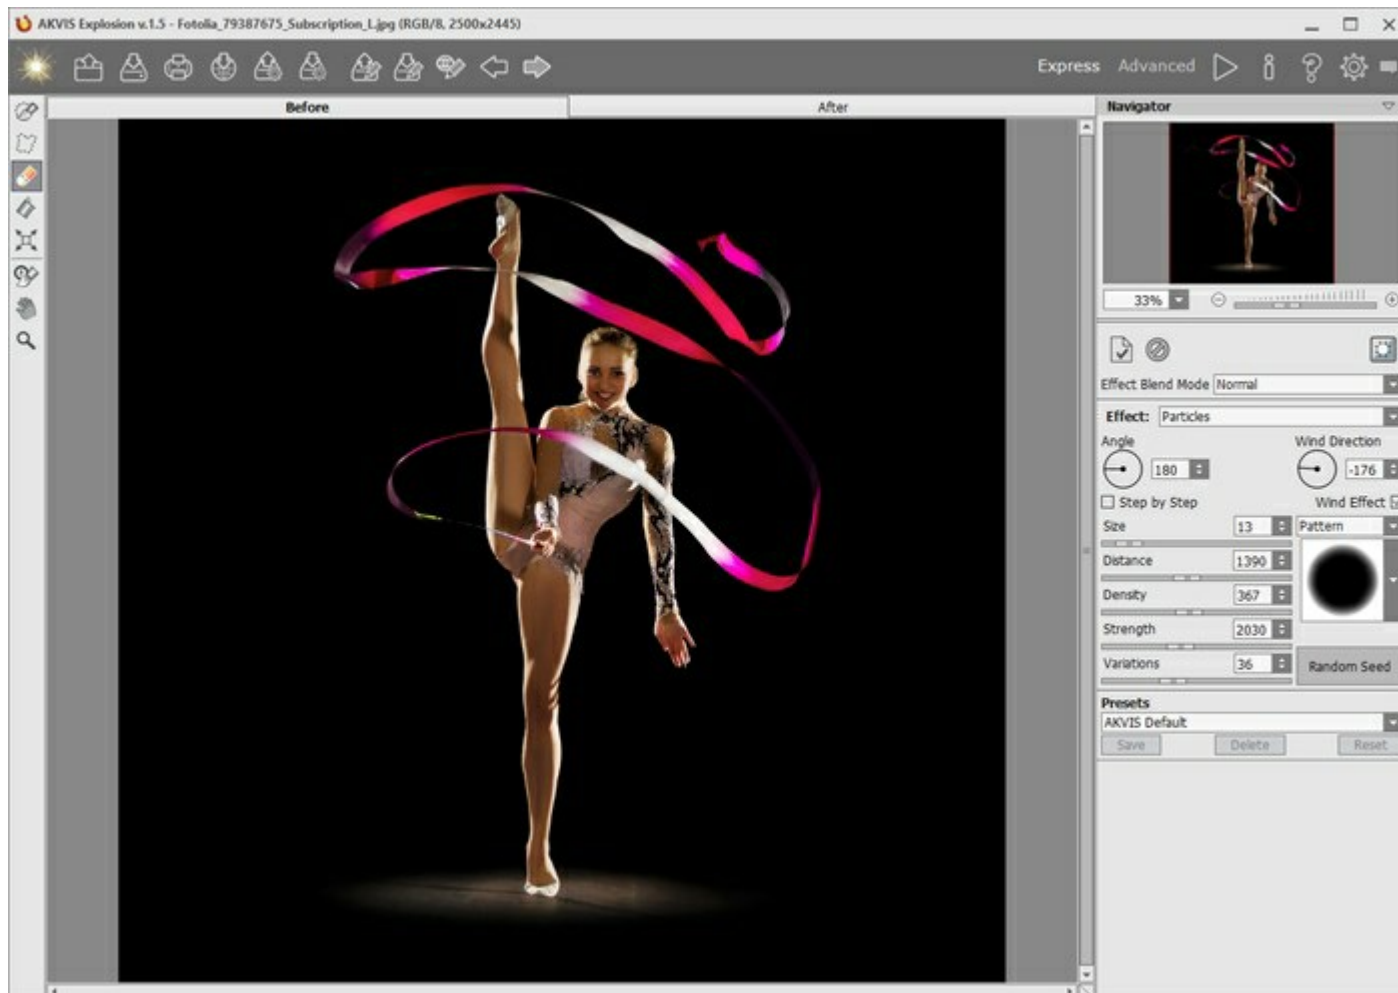 AKVIS Explosion v.1.5 - Fotolia_79387675_Subscription_L.jpg (RGB/8, 2500x2445)
Express Advanced
Before After Navigator
33%
Effect Blend Mode Normal
Effect: Particles
Angle Wind Direction
180 -176
Step by Step Wind Effect
Size 13 Pattern
Distance 1390
Density 367
Strength 2030
Variations 36 Random Seed
Presets
AKVIS Default
Save Delete Reset